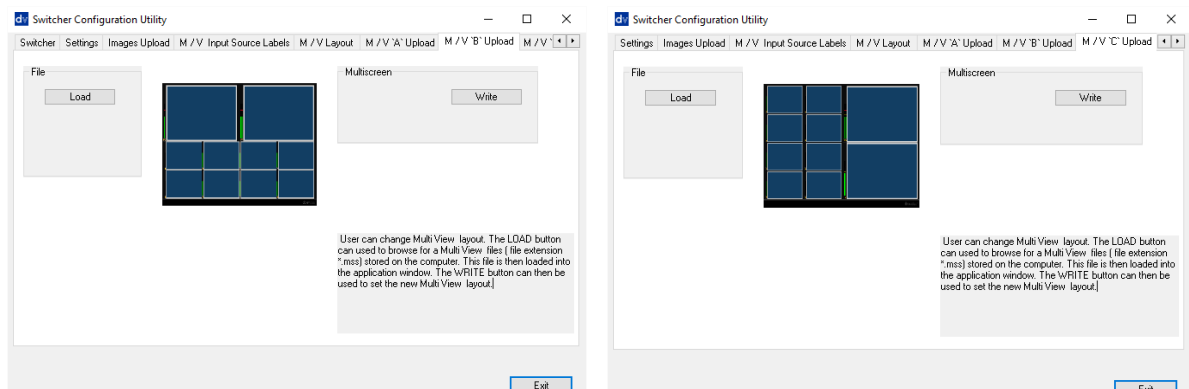 dv Switcher Configuration Utility
Switcher Settings Images Upload M / V Input Source Labels M / V Layout M / V `A` Upload M / V `B` Upload M / V `
File
Load
Multiscreen
Write
User can change Multi View layout. The LOAD button
can used to browse for a Multi View files ( file extension
*.mss) stored on the computer. This file is then loaded into
the application window. The WRITE button can then be
used to set the new Multi View layout.
Exit
dv Switcher Configuration Utility
Settings Images Upload M / V Input Source Labels M / V Layout M / V `A` Upload M / V `B` Upload M / V `C` Upload
File
Load
Multiscreen
Write
User can change Multi View layout. The LOAD button
can used to browse for a Multi View files ( file extension
*.mss) stored on the computer. This file is then loaded into
the application window. The WRITE button can then be
used to set the new Multi View layout.
Exit